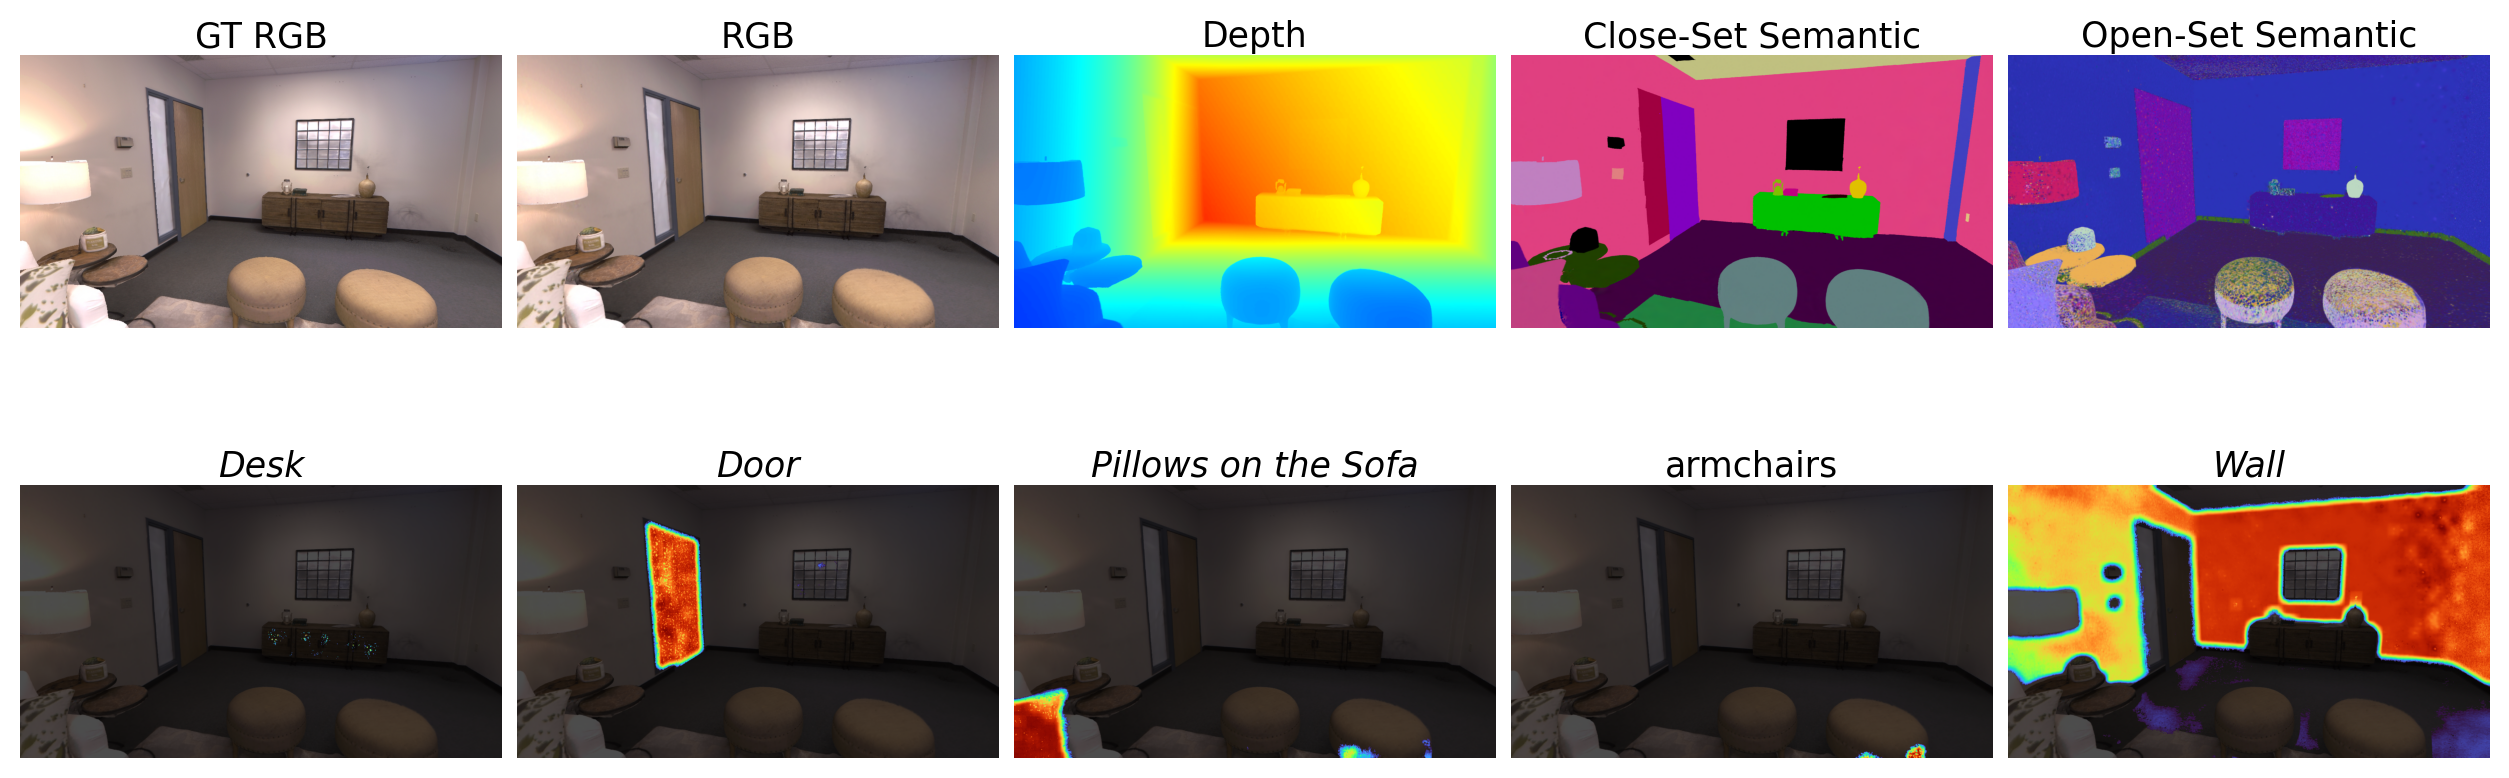 GT RGB
RGB
Depth
Close-Set Semantic
Open-Set Semantic
Desk
Door
Pillows on the Sofa
armchairs
Wall